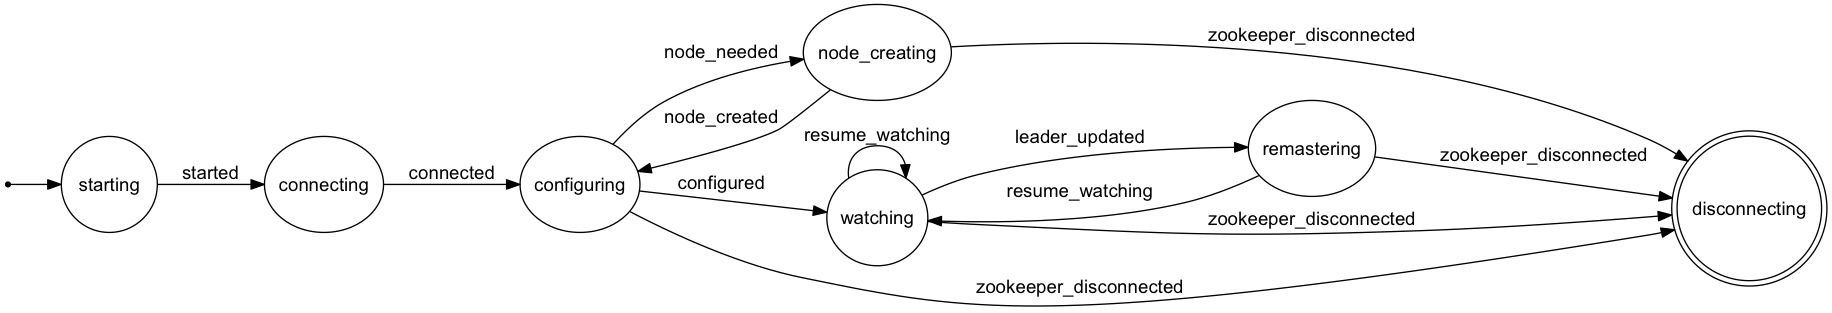 node_creating
zookeeper_disconnected
node_needed
node_created
resume_watching
leader_updated
remastering
zookeeper_disconnected
starting
started
connecting
connected
configuring
configured
resume_watching
watching
zookeeper_disconnected
disconnecting
zookeeper_disconnected